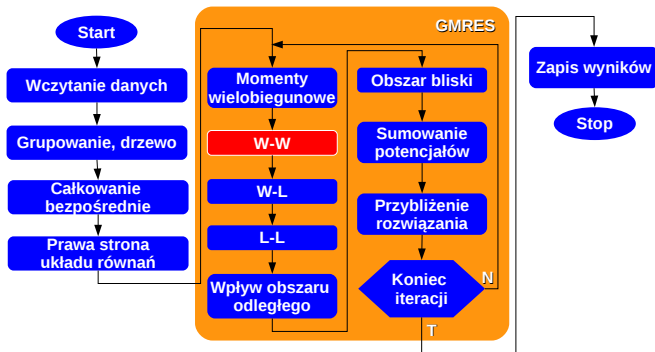 Start
Wczytanie danych
Grupowanie, drzewo
Całkowanie
bezpośrednie
Prawa strona
układu równań
GMRES
Momenty
wielobiegunowe
W-W
W-L
L-L
Wpływ obszaru
odległego
Obszar bliski
Sumowanie
potencjałów
Przybliżenie
rozwiązania
Koniec
iteracji
N
T
Zapis wyników
Stop